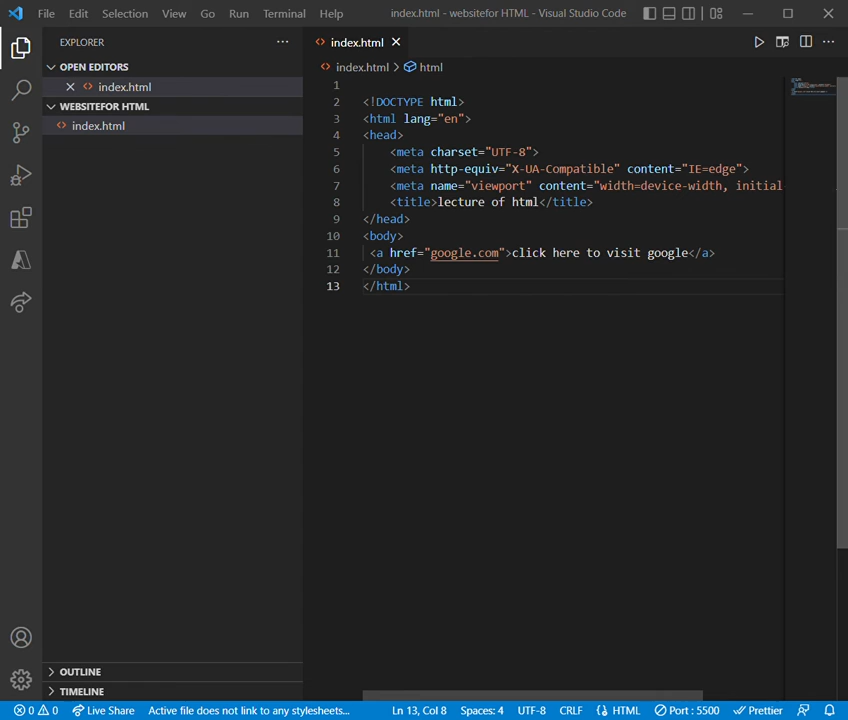 File Edit Selection View Go Run Terminal Help index.html - websitefor HTML - Visual Studio Code
EXPLORER
OPEN EDITORS
index.html
WEBSITEFOR HTML
index.html
OUTLINE
TIMELINE
index.html
index.html > html
1
2 <!DOCTYPE html>
3 <html lang="en">
4 <head>
5 <meta charset="UTF-8">
6 <meta http-equiv="X-UA-Compatible" content="IE=edge">
7 <meta name="viewport" content="width=device-width, initial-
8 <title>lecture of html</title>
9 </head>
10 <body>
11 <a href="google.com">click here to visit google</a>
12 </body>
13 </html>
0 0 Live Share Active file does not link to any stylesheets... Ln 13, Col 8 Spaces: 4 UTF-8 CRLF HTML Port : 5500 Prettier